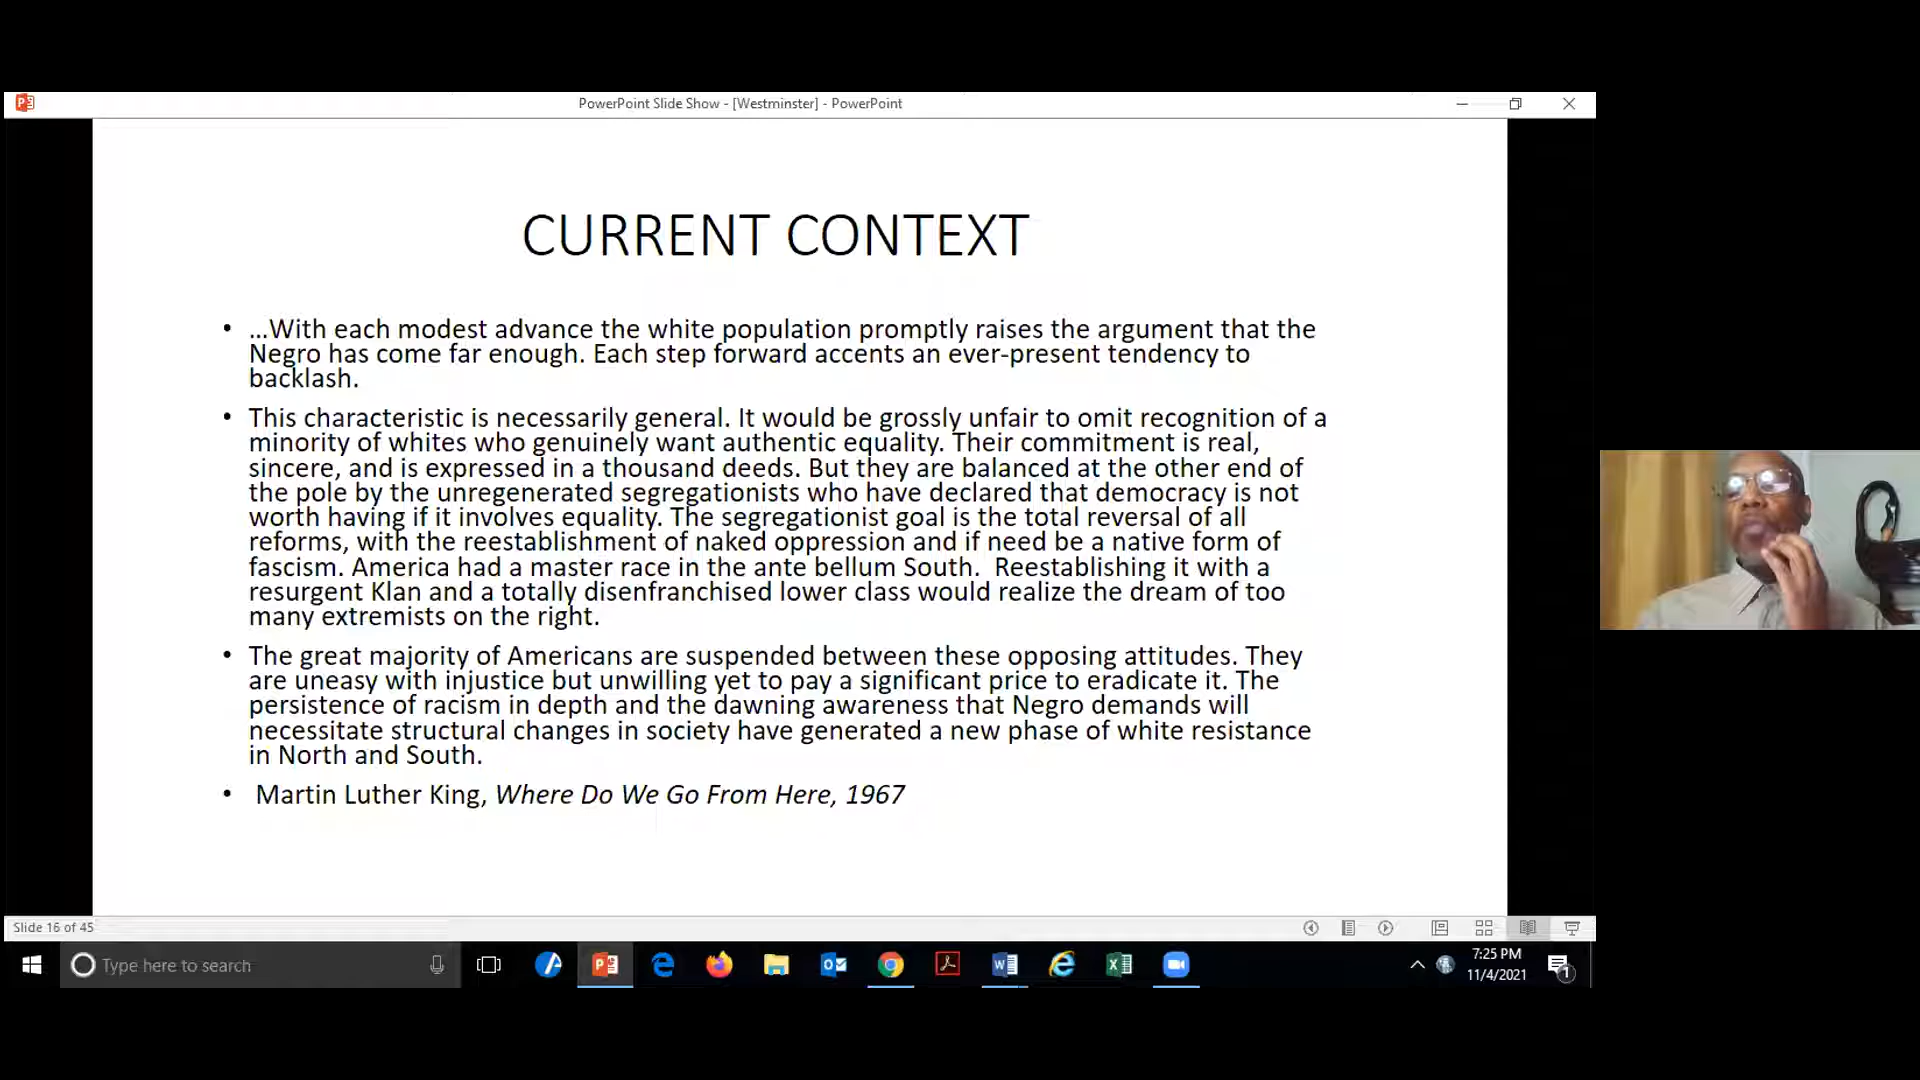 PowerPoint Slide Show - [Westminster] - PowerPoint
CURRENT CONTEXT
• ...With each modest advance the white population promptly raises the argument that the
Negro has come far enough. Each step forward accents an ever-present tendency to
backlash.
• This characteristic is necessarily general. It would be grossly unfair to omit recognition of a
minority of whites who genuinely want authentic equality. Their commitment is real,
sincere, and is expressed in a thousand deeds. But they are balanced at the other end of
the pole by the unregenerated segregationists who have declared that democracy is not
worth having if it involves equality. The segregationist goal is the total reversal of all
reforms, with the reestablishment of naked oppression and if need be a native form of
fascism. America had a master race in the ante bellum South.  Reestablishing it with a
resurgent Klan and a totally disenfranchised lower class would realize the dream of too
many extremists on the right.
• The great majority of Americans are suspended between these opposing attitudes. They
are uneasy with injustice but unwilling yet to pay a significant price to eradicate it. The
persistence of racism in depth and the dawning awareness that Negro demands will
necessitate structural changes in society have generated a new phase of white resistance
in North and South.
• Martin Luther King, Where Do We Go From Here, 1967
Slide 16 of 45
Type here to search
7:25 PM
11/4/2021
1